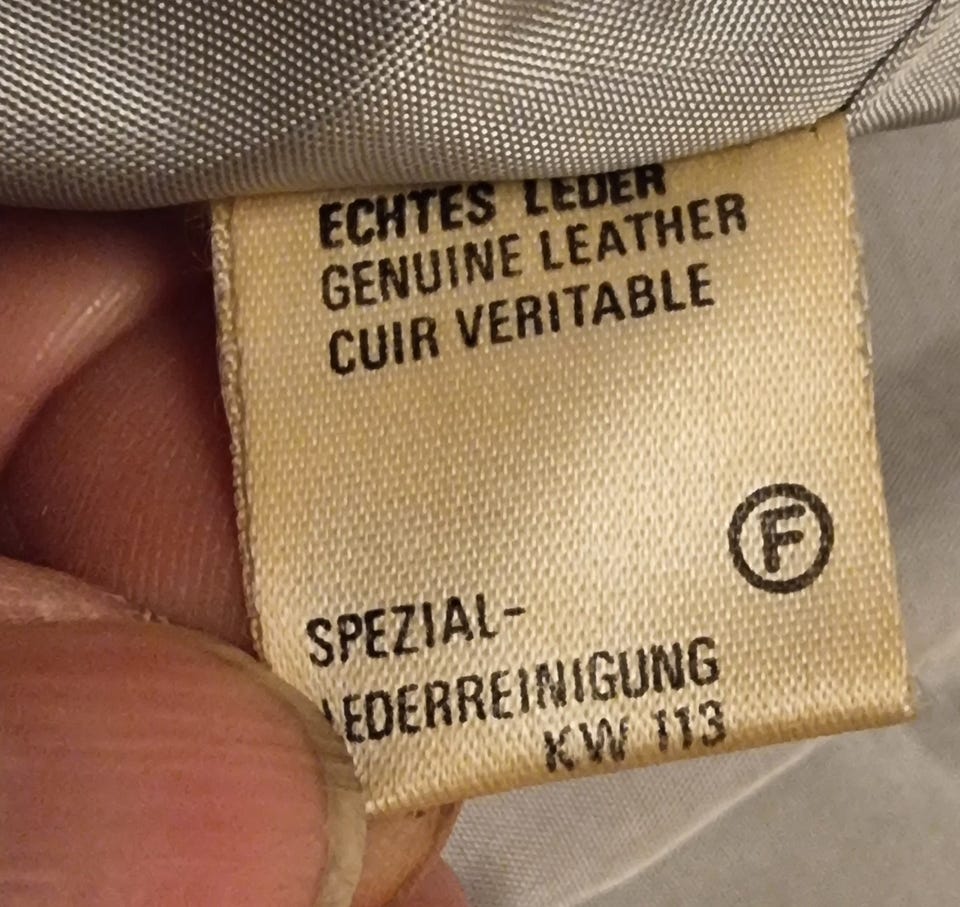 ECHTES LEDER
GENUINE LEATHER
CUIR VERITABLE
F
SPEZIAL-
LEDERREINIGUNG
KW 113